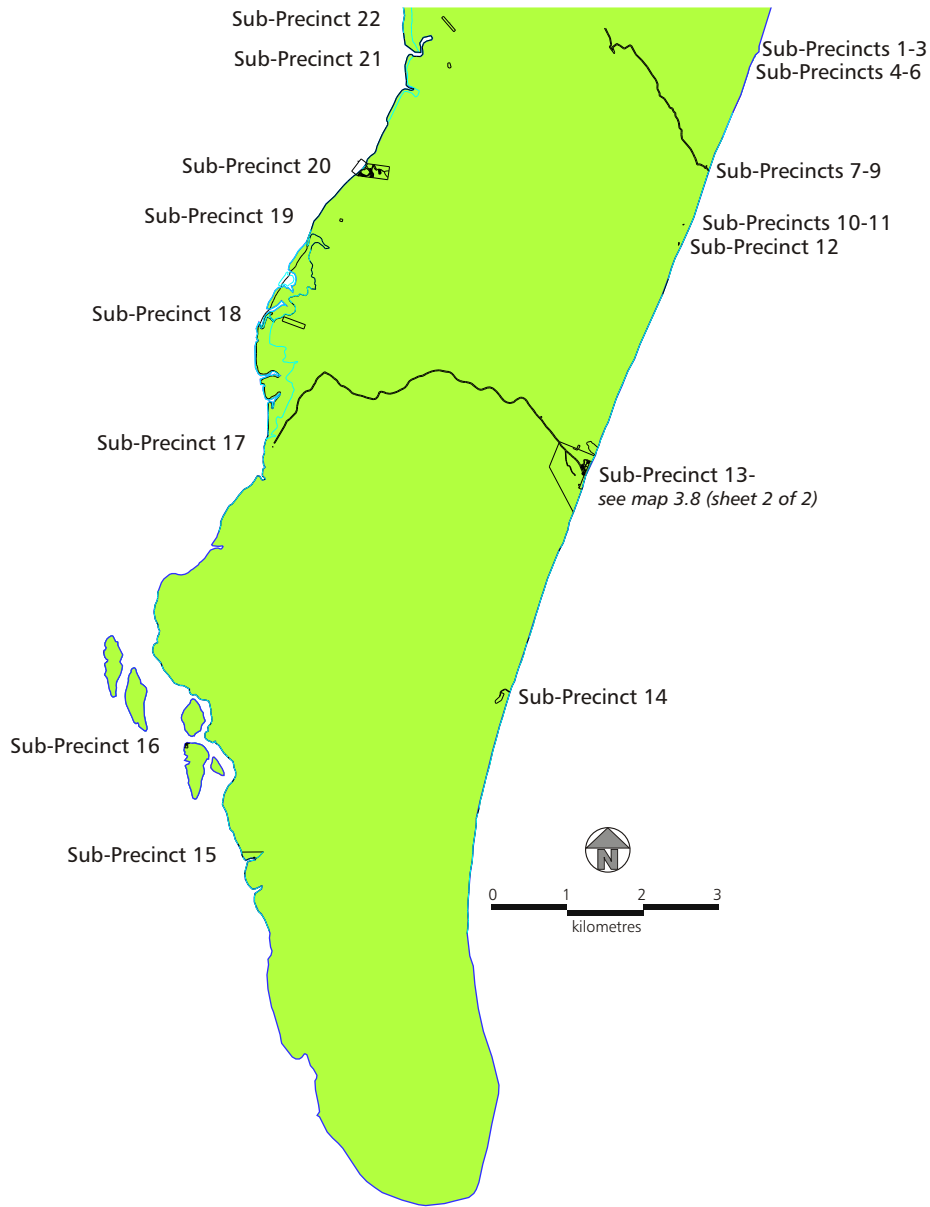 Sub-Precinct 22
Sub-Precincts 1-3
Sub-Precinct 21
Sub-Precincts 4-6
Sub-Precinct 20
Sub-Precincts 7-9
Sub-Precinct 19
Sub-Precincts 10-11
Sub-Precinct 12
Sub-Precinct 18
Sub-Precinct 17
Sub-Precinct 13-
see map 3.8 (sheet 2 of 2)
Sub-Precinct 14
Sub-Precinct 16
Sub-Precinct 15
N
0 1 2 3
kilometres